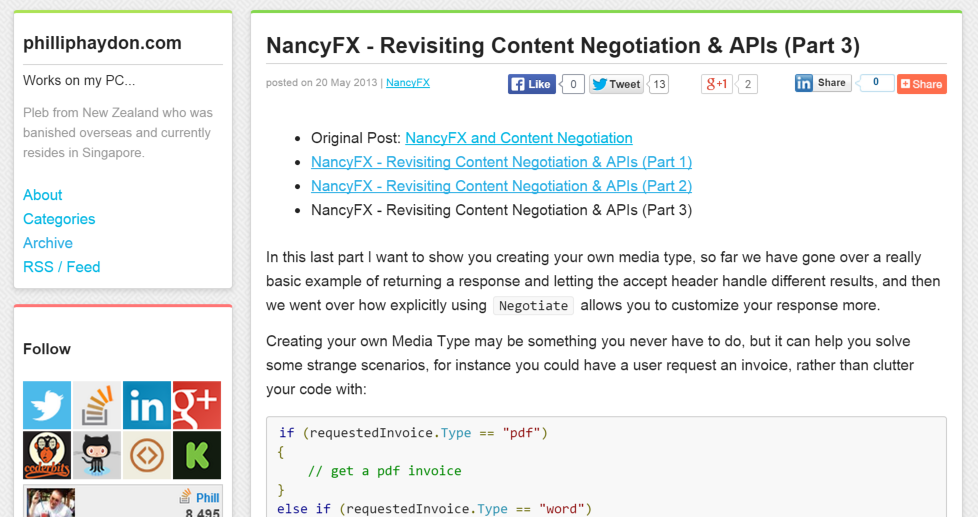 philliphaydon.com
Works on my PC...
Pleb from New Zealand who was
banished overseas and currently
resides in Singapore.
About
Categories
Archive
RSS / Feed
Follow
in
g+
coderbits
K
Phill
8,495
NancyFX - Revisiting Content Negotiation & APIs (Part 3)
posted on 20 May 2013 | NancyFX
f Like 0 Tweet 13 g+1 2 in Share 0 Share
• Original Post: NancyFX and Content Negotiation
• NancyFX - Revisiting Content Negotiation & APIs (Part 1)
• NancyFX - Revisiting Content Negotiation & APIs (Part 2)
• NancyFX - Revisiting Content Negotiation & APIs (Part 3)
In this last part I want to show you creating your own media type, so far we have gone over a really
basic example of returning a response and letting the accept header handle different results, and then
we went over how explicitly using Negotiate allows you to customize your response more.
Creating your own Media Type may be something you never have to do, but it can help you solve
some strange scenarios, for instance you could have a user request an invoice, rather than clutter
your code with:
if (requestedInvoice.Type == "pdf")
{
// get a pdf invoice
}
else if (requestedInvoice.Type == "word")